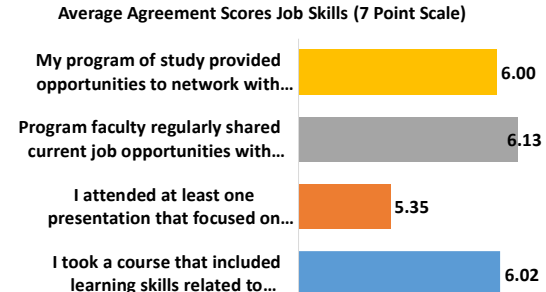 Average Agreement Scores Job Skills (7 Point Scale)
My program of study provided
opportunities to network with...
6.00
Program faculty regularly shared
current job opportunities with...
6.13
I attended at least one
presentation that focused on...
5.35
I took a course that included
learning skills related to...
6.02